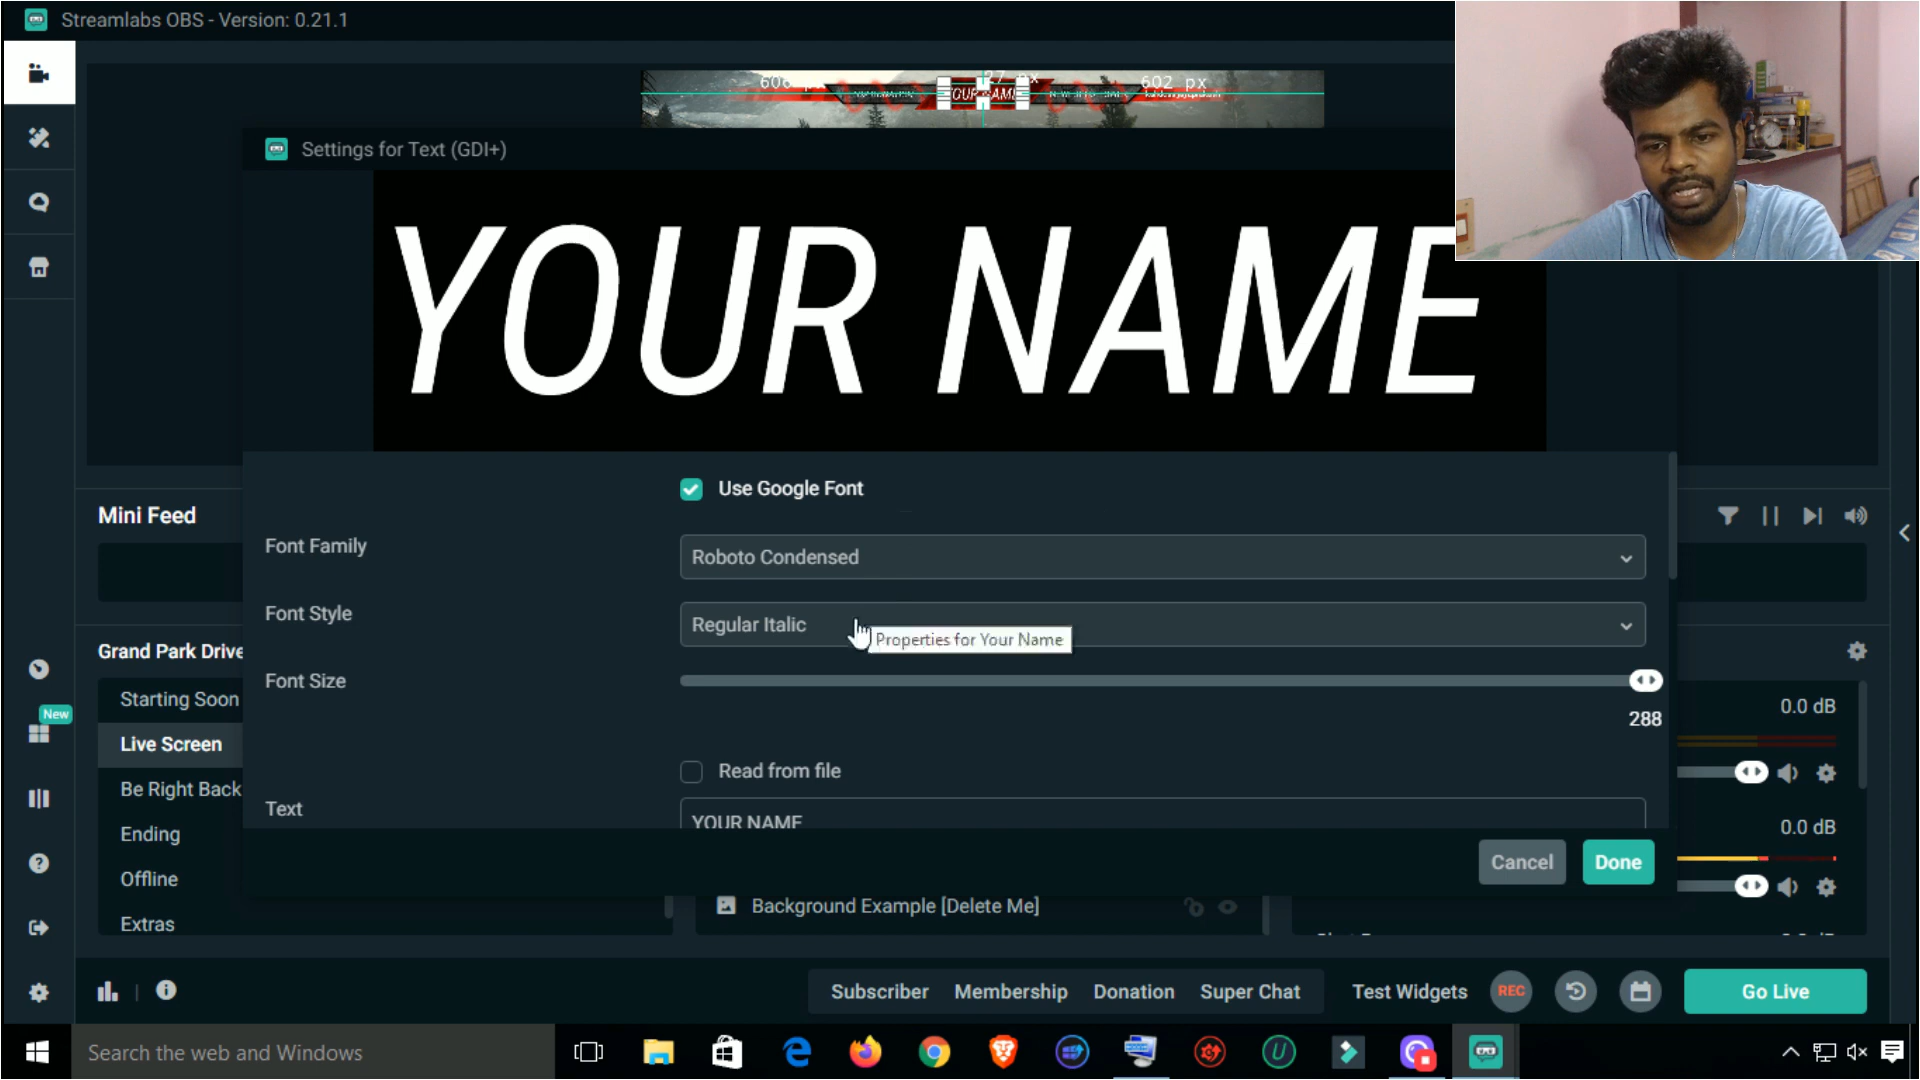 Streamlabs OBS - Version: 0.21.1
602 px
Settings for Text (GDI+)
YOUR NAME
Use Google Font
Mini Feed
Font Family
Roboto Condensed
Font Style
Regular Italic
Properties for Your Name
Grand Park Drive
Font Size
Starting Soon
0.0 dB
New
288
Live Screen
Read from file
Be Right Back
Text
YOUR NAME
Ending
0.0 dB
Cancel
Done
Offline
Background Example [Delete Me]
Extras
Subscriber
Membership
Donation
Super Chat
Test Widgets
REC
Go Live
Search the web and Windows